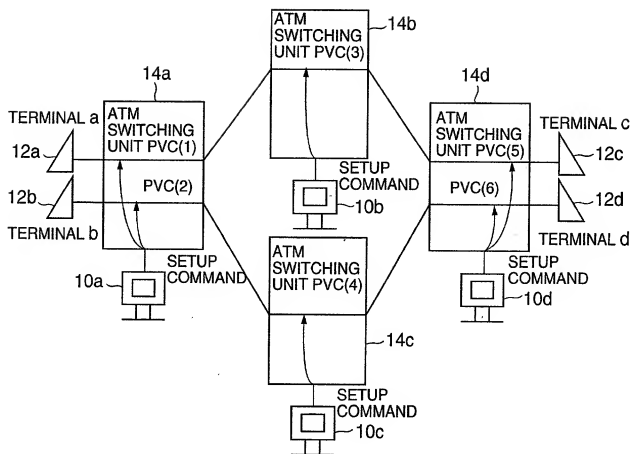 14b
ATM
SWITCHING
UNIT PVC(3)
14a
ATM
SWITCHING
UNIT PVC(1)
PVC(2)
TERMINAL a
12a
12b
TERMINAL b
SETUP
COMMAND
10a
SETUP
COMMAND
10b
14d
ATM
SWITCHING
UNIT PVC(5)
PVC(6)
TERMINAL c
12c
12d
TERMINAL d
SETUP
COMMAND
10d
ATM
SWITCHING
UNIT PVC(4)
14c
SETUP
COMMAND
10c